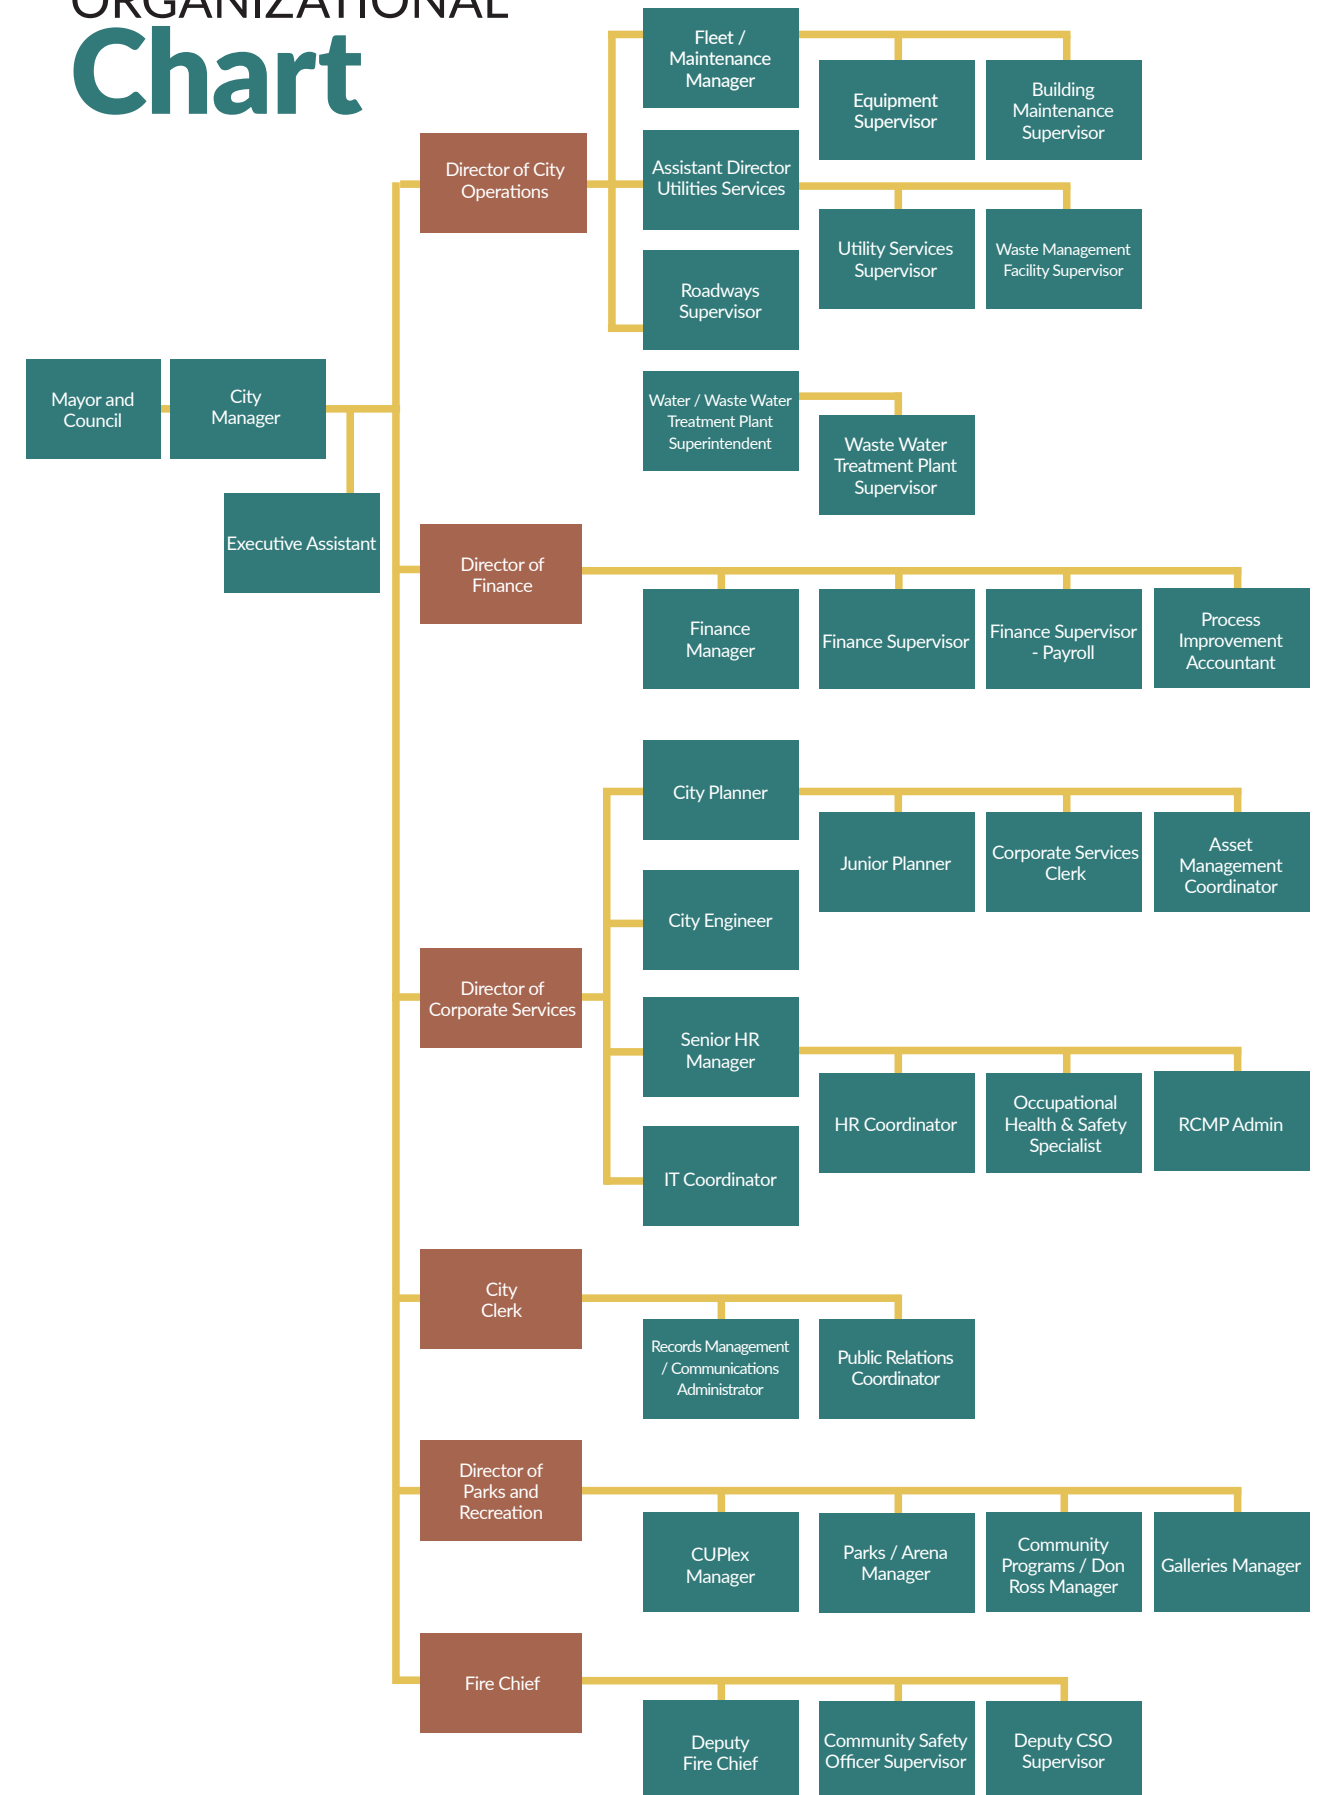 ORGANIZATIONAL
Chart
Fleet /
Maintenance
Manager
Equipment
Supervisor
Building
Maintenance
Supervisor
Director of City
Operations
Assistant Director
Utilities Services
Utility Services
Supervisor
Waste Management
Facility Supervisor
Roadways
Supervisor
Mayor and
Council
City
Manager
Executive Assistant
Water / Waste Water
Treatment Plant
Superintendent
Waste Water
Treatment Plant
Supervisor
Director of
Finance
Finance
Manager
Finance Supervisor
Finance Supervisor
- Payroll
Process
Improvement
Accountant
City Planner
Junior Planner
Corporate Services
Clerk
Asset
Management
Coordinator
City Engineer
Director of
Corporate Services
Senior HR
Manager
HR Coordinator
Occupational
Health & Safety
Specialist
RCMP Admin
IT Coordinator
City
Clerk
Records Management
/ Communications
Administrator
Public Relations
Coordinator
Director of
Parks and
Recreation
CUPlex
Manager
Parks / Arena
Manager
Community
Programs / Don
Ross Manager
Galleries Manager
Fire Chief
Deputy
Fire Chief
Community Safety
Officer Supervisor
Deputy CSO
Supervisor